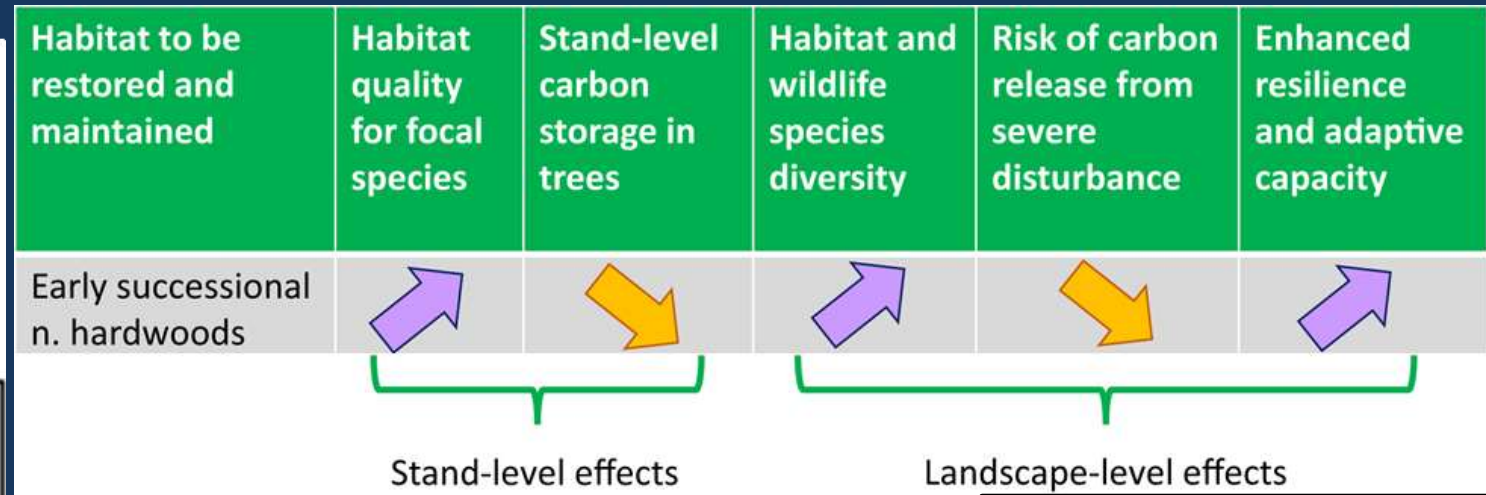 Habitat to be
restored and
maintained
Habitat
quality
for focal
species
Stand-level
carbon
storage in
trees
Habitat and
wildlife
species
diversity
Risk of carbon
release from
severe
disturbance
Enhanced
resilience
and adaptive
capacity
Early successional
n. hardwoods
Stand-level effects
Landscape-level effects